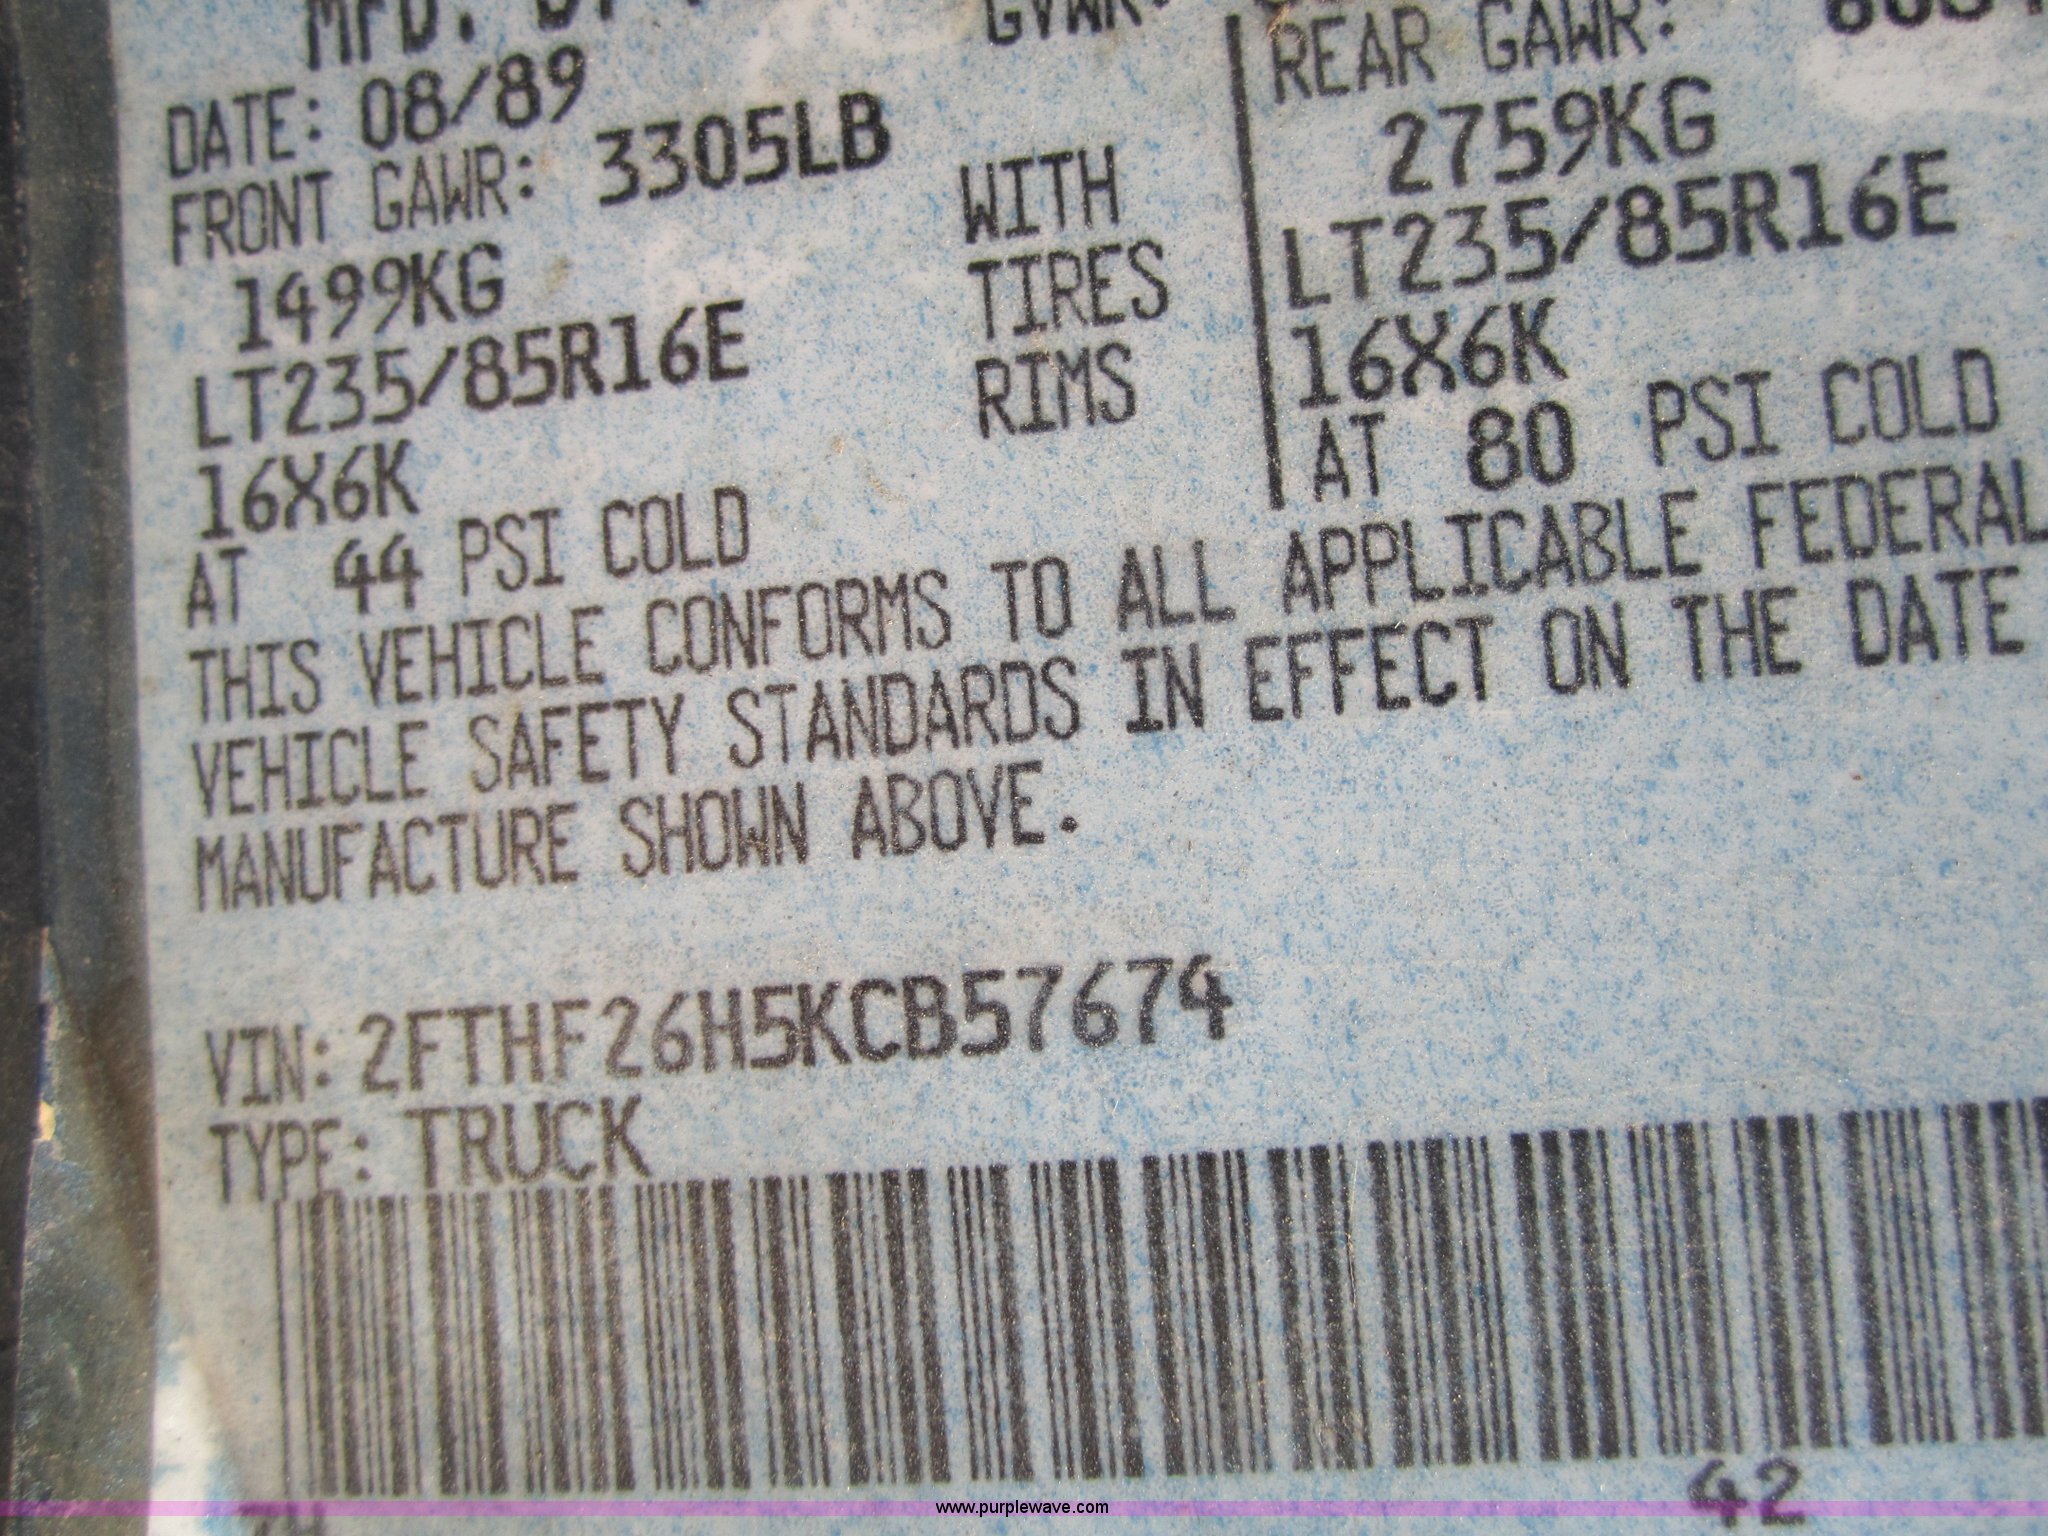 MFD.
GVWR:
DATE: 08/89
FRONT GAWR: 3305LB
1499KG
LT235/85R16E
16X6K
AT 44 PSI COLD
WITH
TIRES
RIMS
REAR GAWR:
2759KG
LT235/85R16E
16X6K
AT 80 PSI COLD
THIS VEHICLE CONFORMS TO ALL APPLICABLE FEDERAL
VEHICLE SAFETY STANDARDS IN EFFECT ON THE DATE
MANUFACTURE SHOWN ABOVE.
VIN: 2FTHF26H5KCB57674
TYPE: TRUCK
42
www.purplewave.com